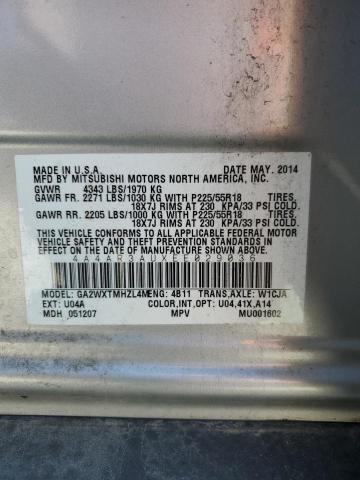 MADE IN U.S.A. DATE MAY. 2014
MFD BY MITSUBISHI MOTORS NORTH AMERICA, INC.
GVWR 4343 LBS/1970 KG
GAWR FR. 2271 LBS/1030 KG WITH P225/55R18 TIRES,
18X7J RIMS AT 230 KPA/33 PSI COLD
GAWR RR. 2205 LBS/1000 KG WITH P225/55R18 TIRES,
18X7J RIMS AT 230 KPA/33 PSI COLD
THIS VEHICLE CONFORMS TO ALL APPLICABLE FEDERAL MOTOR
VEHICLE SAFETY AND THEFT PREVENTION STANDARDS IN
EFFECT ON THE DATE OF MANUFACTURE SHOWN ABOVE.
4A4AR3AUXEE029036
MODEL: GA2WXTMHZL4M ENG: 4B11 TRANS,AXLE: W1CJA
EXT: U04A COLOR,INT,OPT: U04,41X,A14
MDH 051207 MPV MU001602